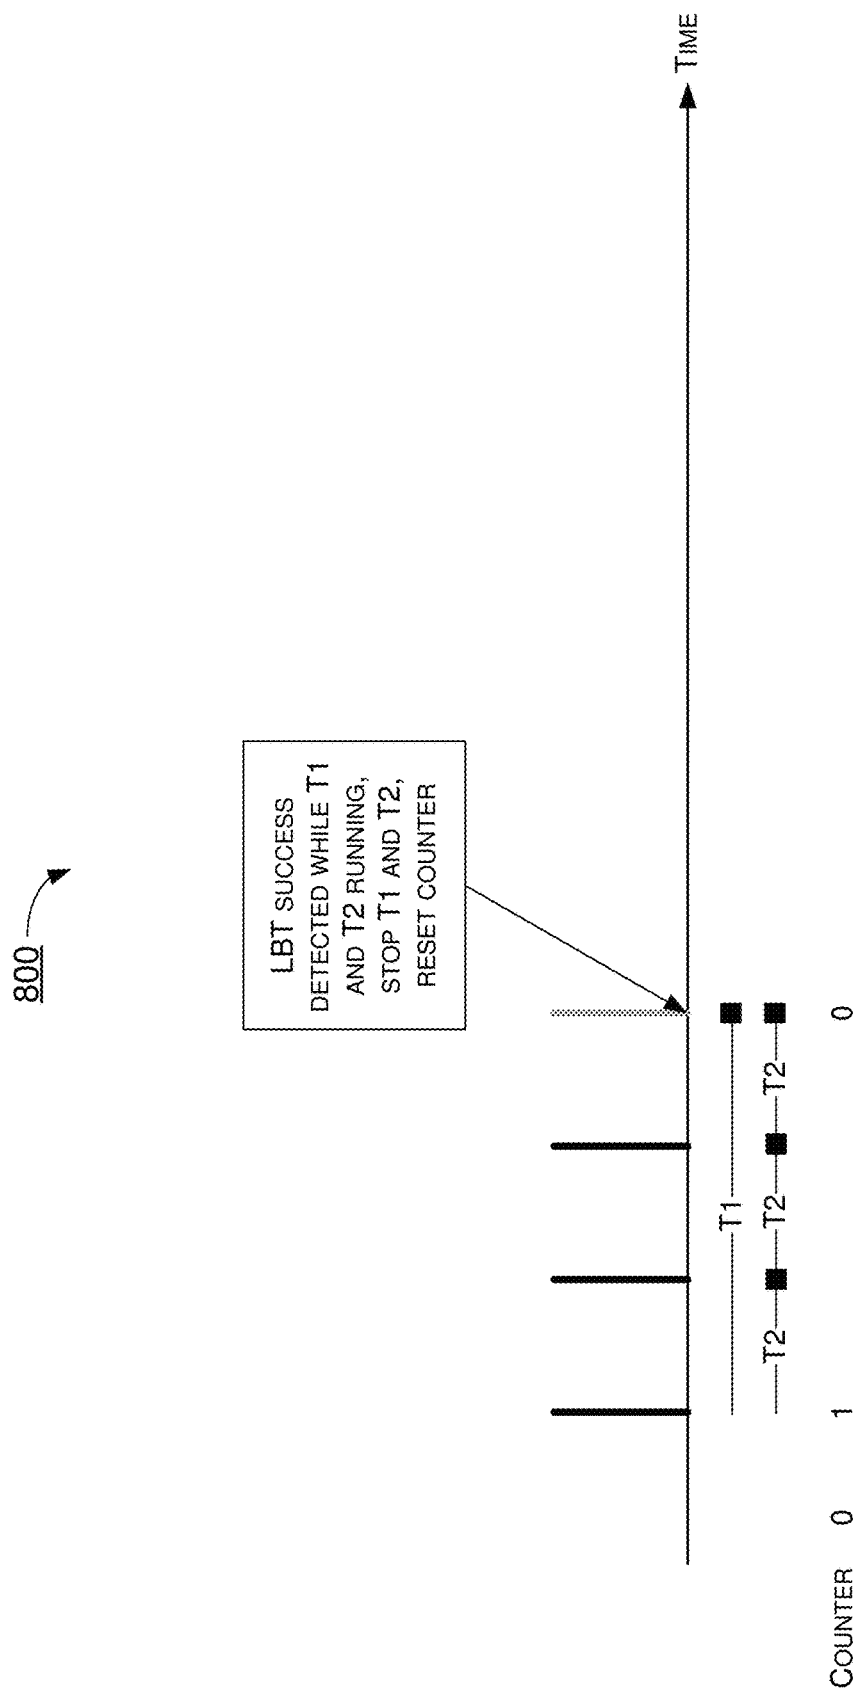 800
LBT SUCCESS
DETECTED WHILE T1
AND T2 RUNNING,
STOP T1 AND T2,
RESET COUNTER
TIME
T1
T2 T2 T2
COUNTER 0 1 0